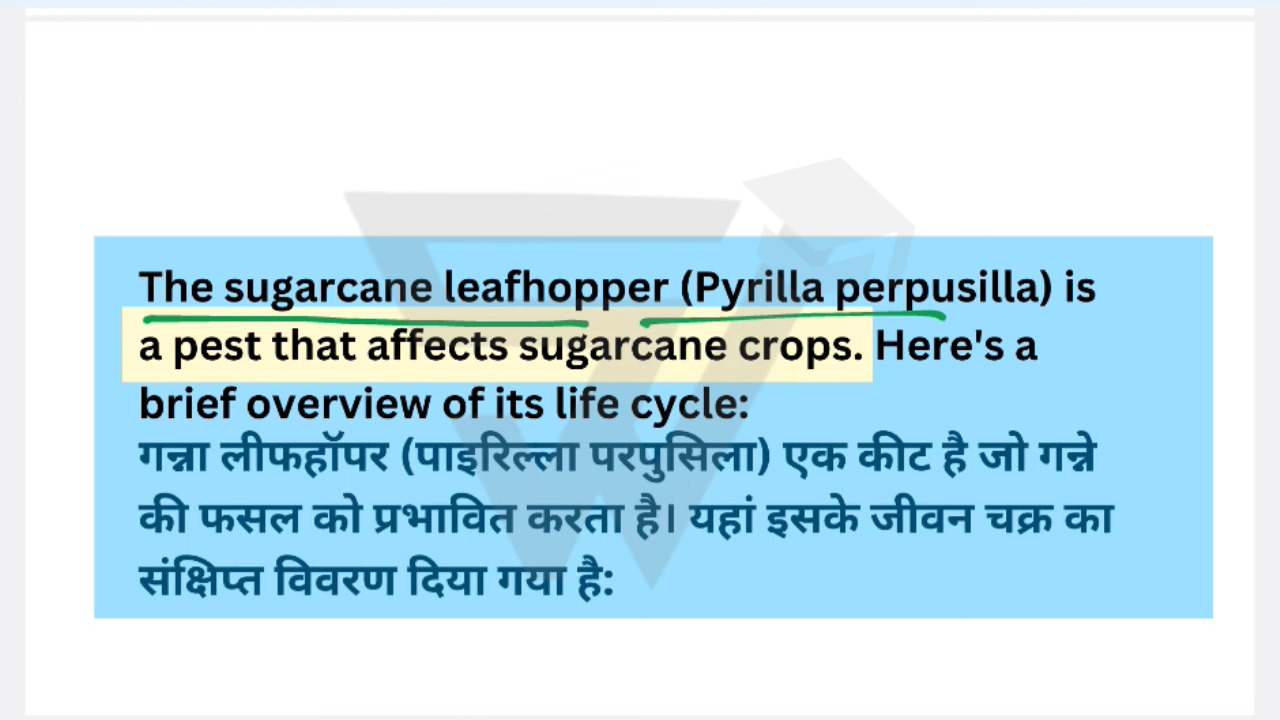 The sugarcane leafhopper (Pyrilla perpusilla) is
a pest that affects sugarcane crops. Here's a
brief overview of its life cycle:
गन्ना लीफहॉपर (पाइरिल्ला परपुसिला) एक कीट है जो गन्ने
की फसल को प्रभावित करता है। यहां इसके जीवन चक्र का
संक्षिप्त विवरण दिया गया है: